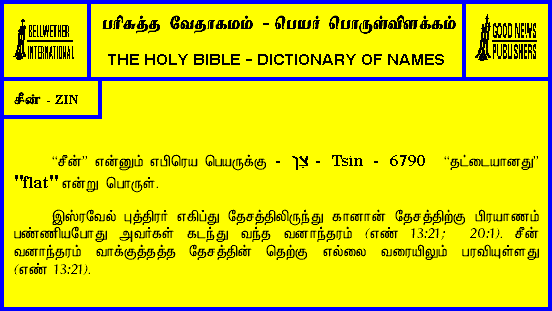 BELLWETHER
INTERNATIONAL
பரிசுத்த வேதாகமம் - பெயர் பொருள்விளக்கம்
THE HOLY BIBLE - DICTIONARY OF NAMES
GOOD NEWS
PUBLISHERS
சீன் - ZIN
“சீன்” என்னும் எபிரெய பெயருக்கு - צִן - Tsin - 6790 “தட்டையானது”
"flat" என்று பொருள்.
இஸ்ரவேல் புத்திரர் எகிப்து தேசத்திலிருந்து கானான் தேசத்திற்கு பிரயாணம்
பண்ணியபோது அவர்கள் கடந்து வந்த வனாந்தரம் (எண் 13:21; 20:1). சீன்
வனாந்தரம் வாக்குத்தத்த தேசத்தின் தெற்கு எல்லை வரையிலும் பரவியுள்ளது
(எண் 13:21).